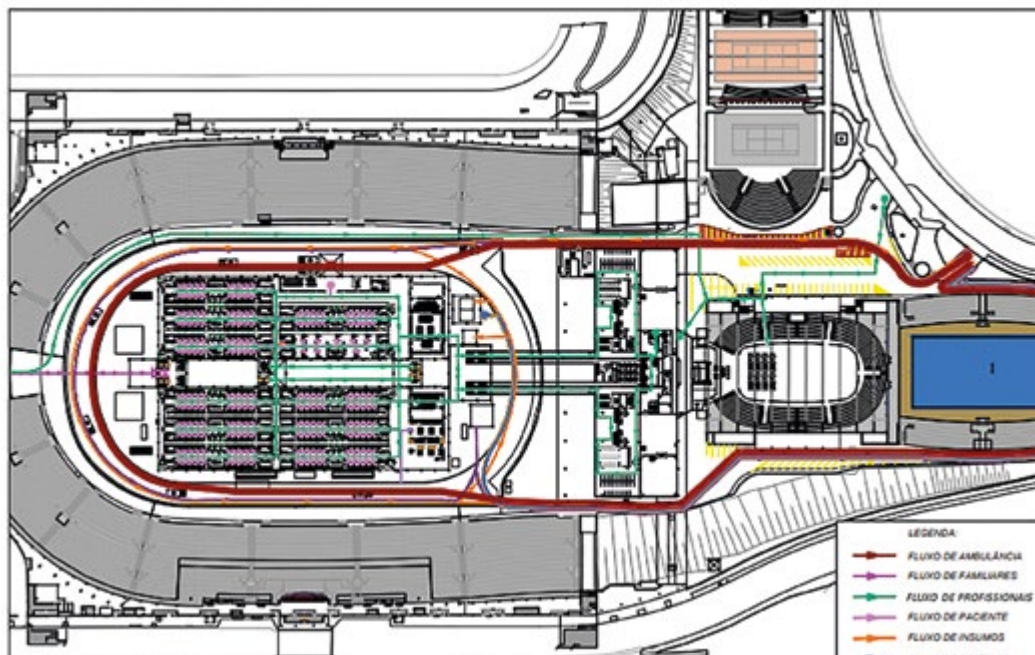 LEGENDA:
FLUXO DE AMBULÂNCIA
FLUXO DE FAMILIARES
FLUXO DE PROFISSIONAIS
FLUXO DE PACIENTE
FLUXO DE INSUMOS